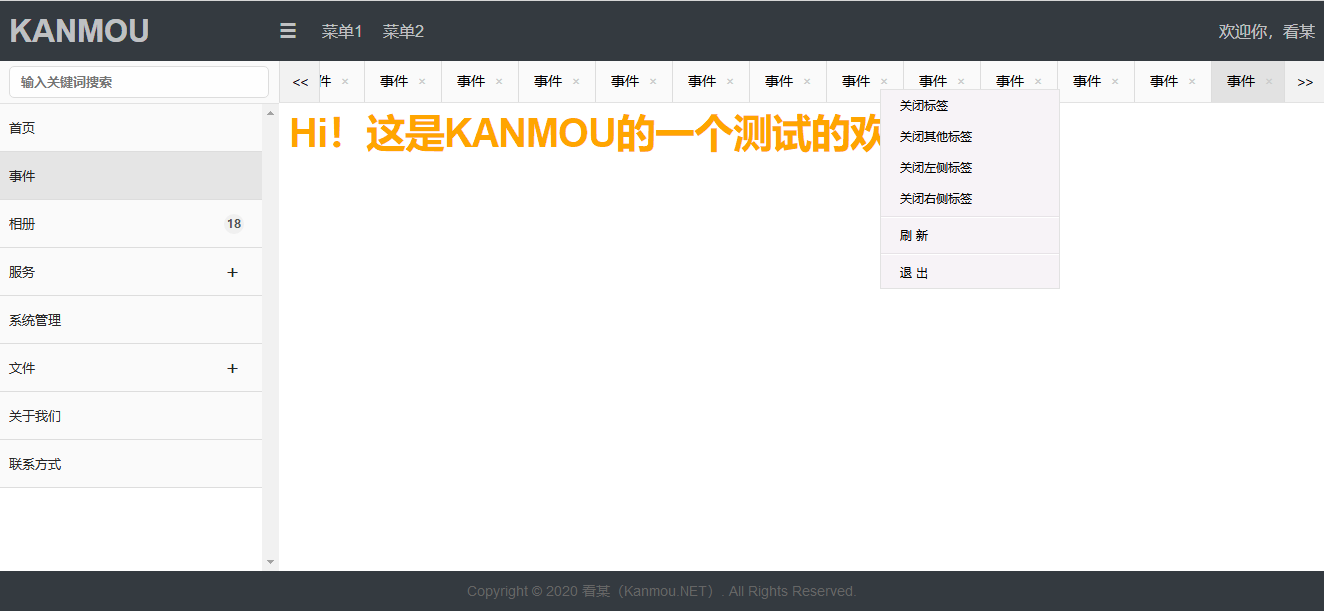 KANMOU ☰ 菜单1 菜单2 欢迎你，看某
输入关键词搜索
<< 件 × 事件 × 事件 × 事件 × 事件 × 事件 × 事件 × 事件 × 事件 × 事件 × 事件 × 事件 × 事件 × >>
首页
事件
相册 18
服务 +
系统管理
文件 +
关于我们
联系方式
Hi！这是KANMOU的一个测试的欢
关闭标签
关闭其他标签
关闭左侧标签
关闭右侧标签
刷 新
退 出
Copyright © 2020 看某（Kanmou.NET）. All Rights Reserved.